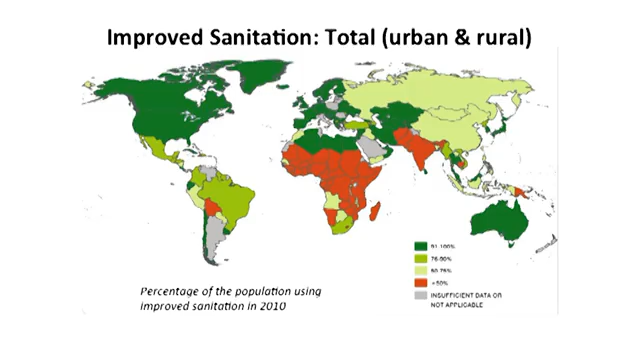 Improved Sanitation: Total (urban & rural)
91-100%
76-90%
50-75%
<50%
INSUFFICIENT DATA OR
NOT APPLICABLE
Percentage of the population using
improved sanitation in 2010